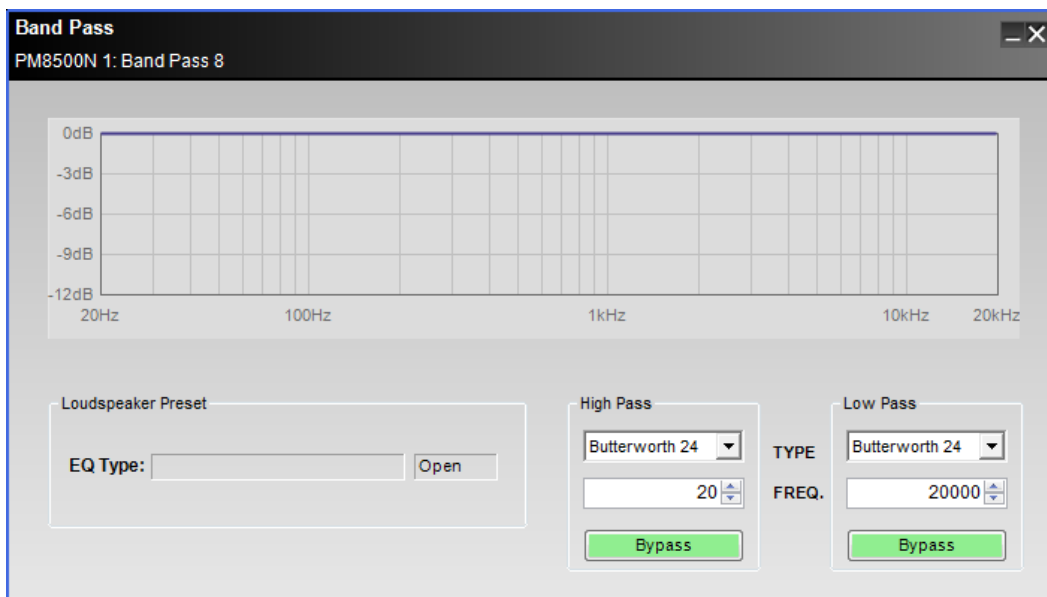 Band Pass
PM8500N 1: Band Pass 8
0dB
-3dB
-6dB
-9dB
-12dB
20Hz 100Hz 1kHz 10kHz 20kHz
Loudspeaker Preset
EQ Type: Open
High Pass
Butterworth 24
20
Bypass
TYPE
FREQ.
Low Pass
Butterworth 24
20000
Bypass